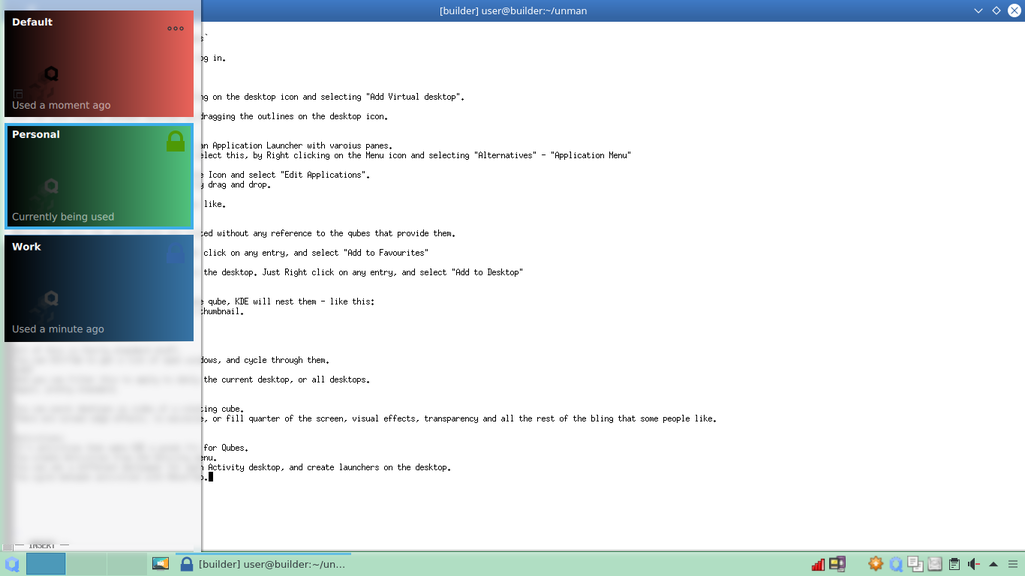 [builder] user@builder:~/unman
Default
Used a moment ago
Personal
Currently being used
Work
Used a minute ago
s`
og in.
ng on the desktop icon and selecting "Add Virtual desktop".
dragging the outlines on the desktop icon.
an Application Launcher with varoius panes.
elect this, by Right clicking on the Menu icon and selecting "Alternatives" - "Application Menu"
e Icon and select "Edit Applications".
y drag and drop.
like.
ted without any reference to the qubes that provide them.
click on any entry, and select "Add to Favourites"
the desktop. Just Right click on any entry, and select "Add to Desktop"
e qube, KDE will nest them - like this:
thumbnail.
dows, and cycle through them.
the current desktop, or all desktops.
ting cube.
e, or fill quarter of the screen, visual effects, transparency and all the rest of the bling that some people like.
for Qubes.
enu.
Activity desktop, and create launchers on the desktop.
-- INSERT --
[builder] user@builder:~/un...